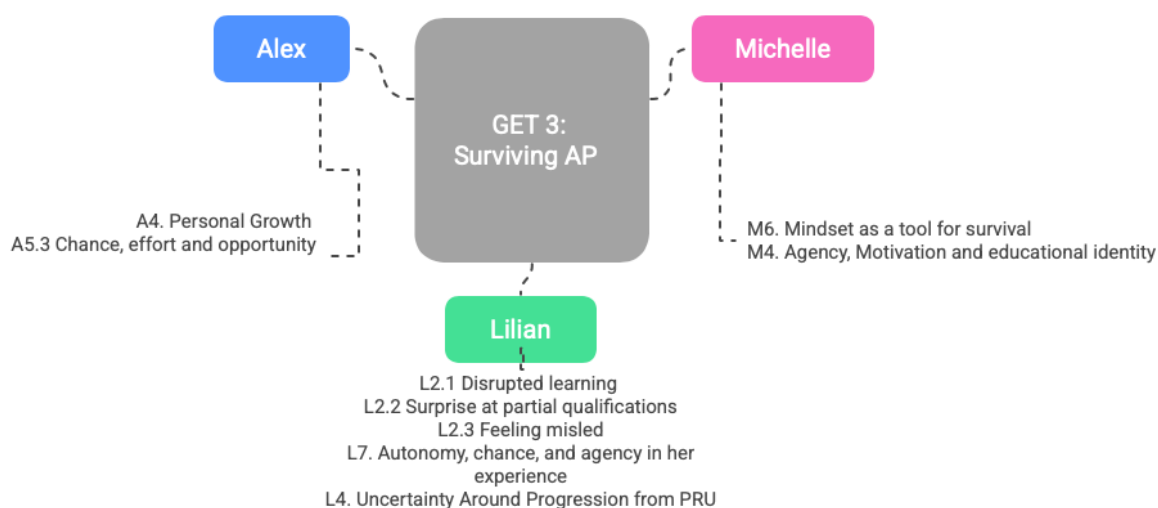 Alex
GET 3:
Surviving AP
Michelle
A4. Personal Growth
A5.3 Chance, effort and opportunity
M6. Mindset as a tool for survival
M4. Agency, Motivation and educational identity
Lilian
L2.1 Disrupted learning
L2.2 Surprise at partial qualifications
L2.3 Feeling misled
L7. Autonomy, chance, and agency in her
experience
L4. Uncertainty Around Progression from PRU